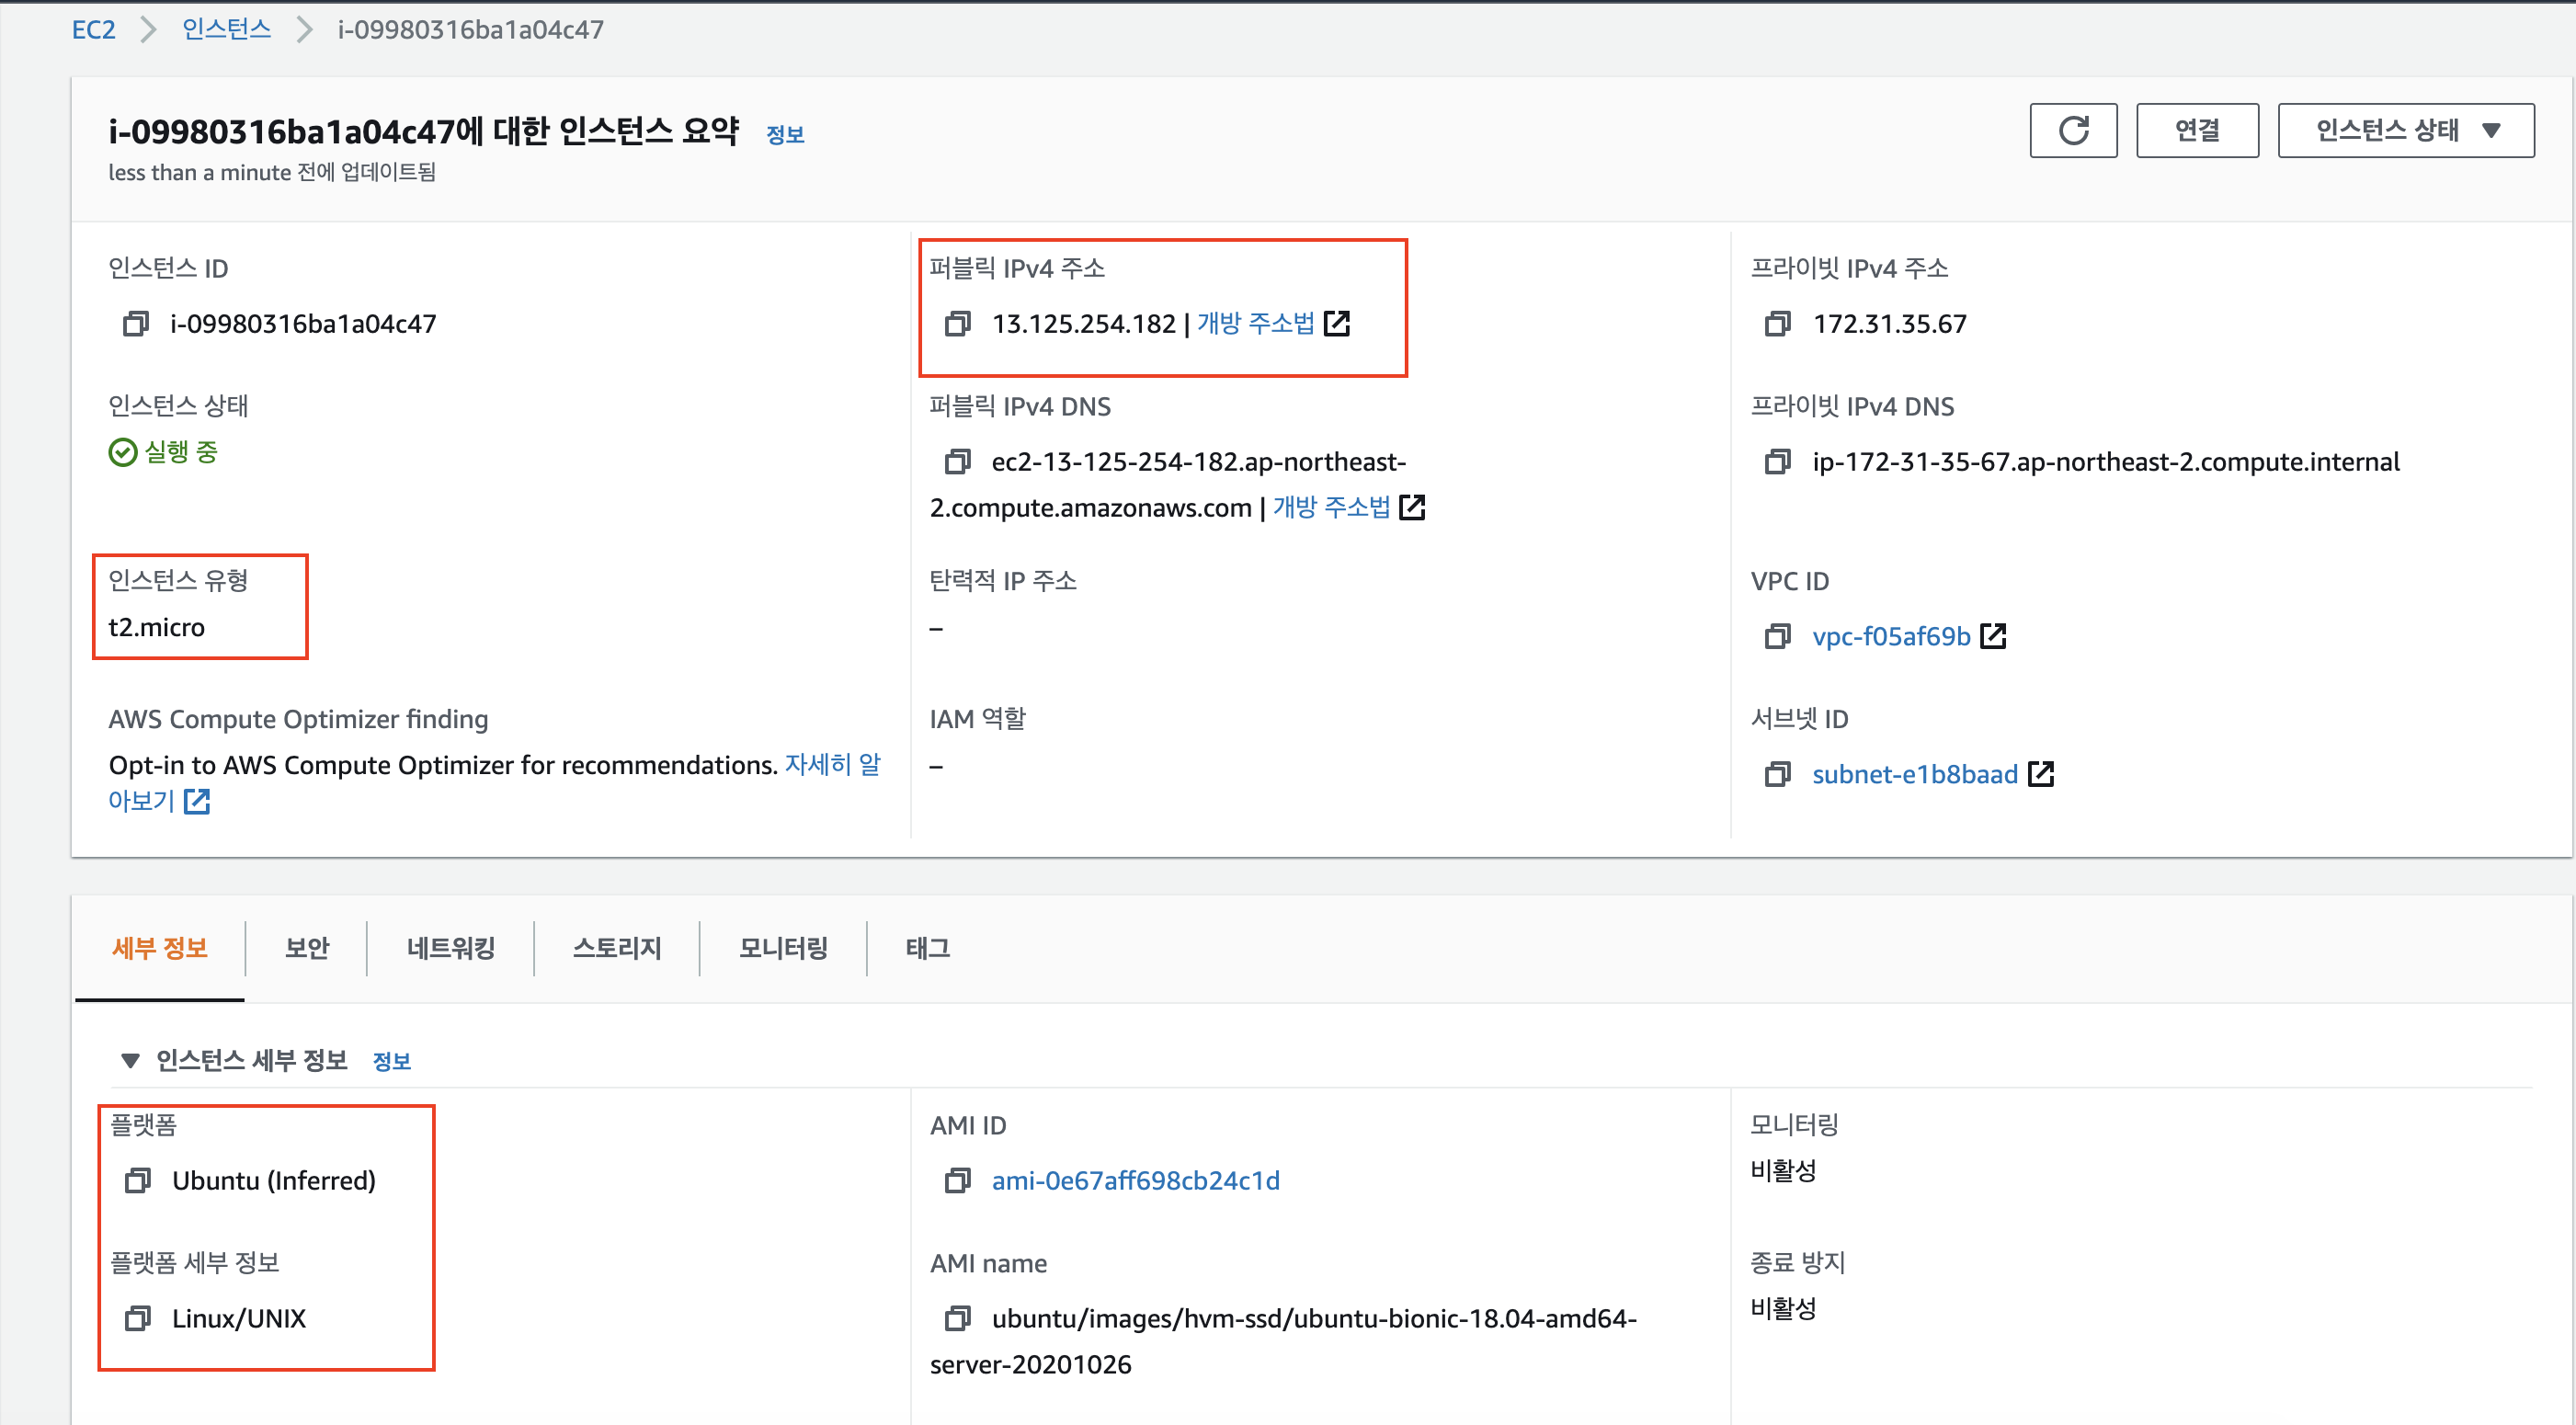 EC2 인스턴스 i-09980316ba1a04c47
i-09980316ba1a04c47에 대한 인스턴스 요약 정보
less than a minute 전에 업데이트됨
연결
인스턴스 상태 ▼
인스턴스 ID
i-09980316ba1a04c47
퍼블릭 IPv4 주소
13.125.254.182 | 개방 주소법
프라이빗 IPv4 주소
172.31.35.67
인스턴스 상태
실행 중
퍼블릭 IPv4 DNS
ec2-13-125-254-182.ap-northeast-
2.compute.amazonaws.com | 개방 주소법
프라이빗 IPv4 DNS
ip-172-31-35-67.ap-northeast-2.compute.internal
인스턴스 유형
t2.micro
탄력적 IP 주소
–
VPC ID
vpc-f05af69b
AWS Compute Optimizer finding
Opt-in to AWS Compute Optimizer for recommendations. 자세히 알
아보기
IAM 역할
–
서브넷 ID
subnet-e1b8baad
세부 정보
보안
네트워킹
스토리지
모니터링
태그
▼ 인스턴스 세부 정보 정보
플랫폼
Ubuntu (Inferred)
AMI ID
ami-0e67aff698cb24c1d
모니터링
비활성
플랫폼 세부 정보
Linux/UNIX
AMI name
ubuntu/images/hvm-ssd/ubuntu-bionic-18.04-amd64-
server-20201026
종료 방지
비활성